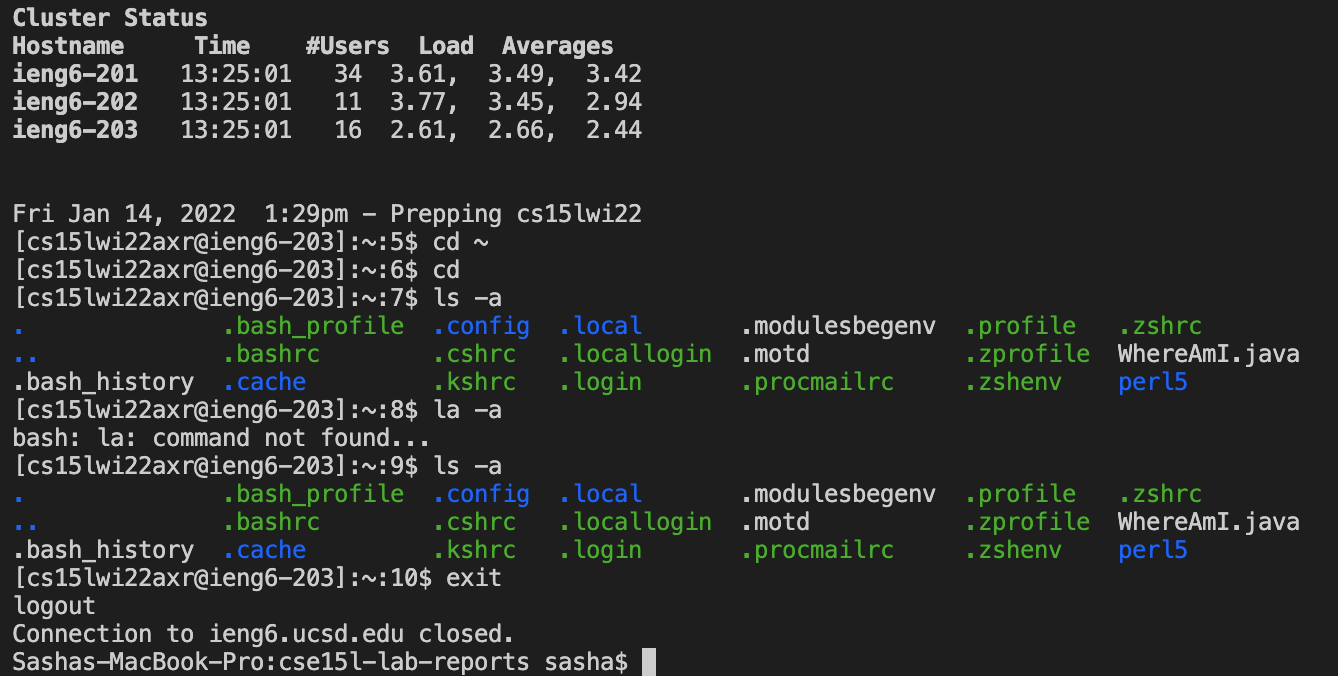 Cluster Status
Hostname     Time    #Users  Load  Averages
ieng6-201   13:25:01   34  3.61,  3.49,  3.42
ieng6-202   13:25:01   11  3.77,  3.45,  2.94
ieng6-203   13:25:01   16  2.61,  2.66,  2.44
Fri Jan 14, 2022  1:29pm - Prepping cs15lwi22
[cs15lwi22axr@ieng6-203]:~:5$ cd ~
[cs15lwi22axr@ieng6-203]:~:6$ cd
[cs15lwi22axr@ieng6-203]:~:7$ ls -a
.              .bash_profile  .config  .local       .modulesbegenv  .profile   .zshrc
..             .bashrc        .cshrc   .locallogin  .motd           .zprofile  WhereAmI.java
.bash_history  .cache         .kshrc   .login       .procmailrc     .zshenv    perl5
[cs15lwi22axr@ieng6-203]:~:8$ la -a
bash: la: command not found...
[cs15lwi22axr@ieng6-203]:~:9$ ls -a
.              .bash_profile  .config  .local       .modulesbegenv  .profile   .zshrc
..             .bashrc        .cshrc   .locallogin  .motd           .zprofile  WhereAmI.java
.bash_history  .cache         .kshrc   .login       .procmailrc     .zshenv    perl5
[cs15lwi22axr@ieng6-203]:~:10$ exit
logout
Connection to ieng6.ucsd.edu closed.
Sashas-MacBook-Pro:cse15l-lab-reports sasha$